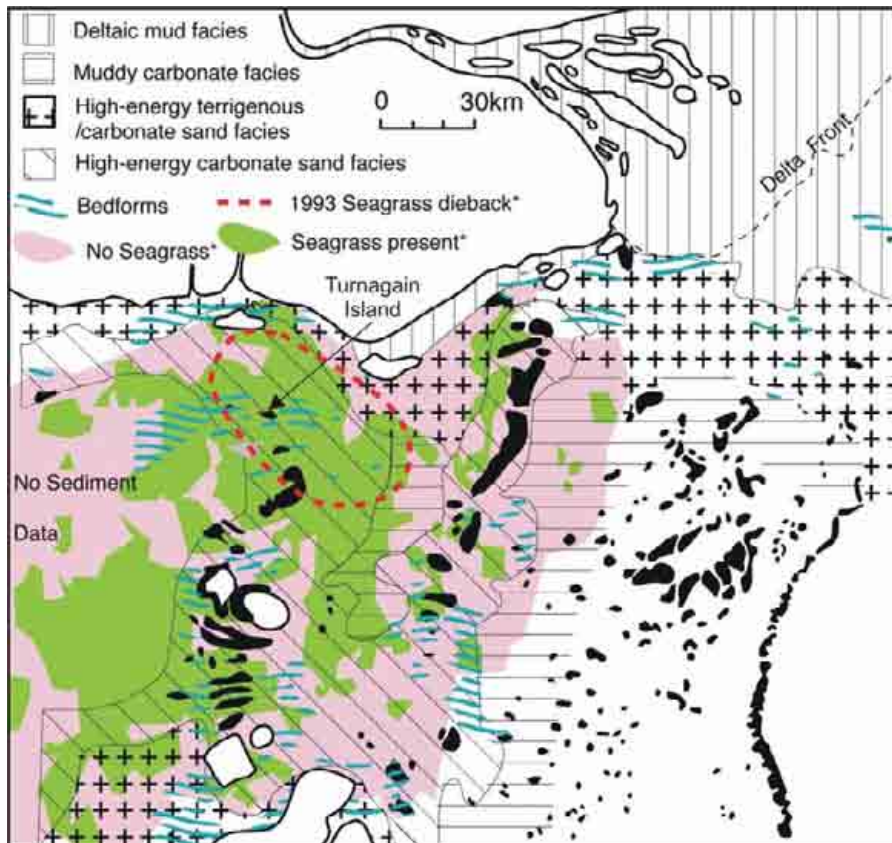 Deltaic mud facies
Muddy carbonate facies
High-energy terrigenous
/carbonate sand facies
High-energy carbonate sand facies
0 30km
Bedforms
1993 Seagrass dieback*
No Seagrass*
Seagrass present*
Turnagain
Island
Delta Front
No Sediment
Data